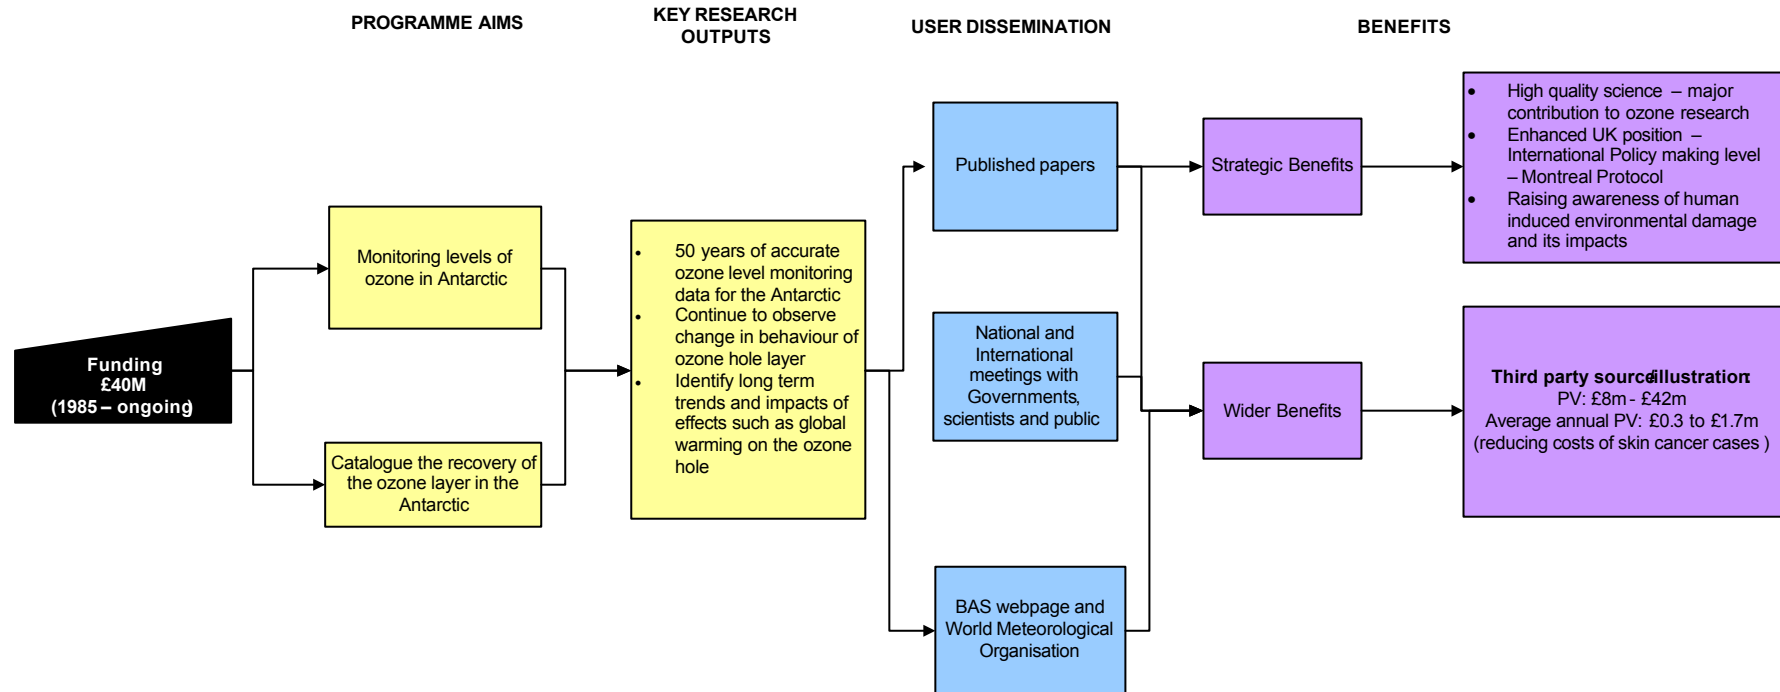 PROGRAMME AIMS
KEY RESEARCH
OUTPUTS
USER DISSEMINATION
BENEFITS
Funding
£40M
(1985 – ongoing)
Monitoring levels of
ozone in Antarctic
Catalogue the recovery of
the ozone layer in the
Antarctic
• 50 years of accurate
ozone level monitoring
data for the Antarctic
• Continue to observe
change in behaviour of
ozone hole layer
• Identify long term
trends and impacts of
effects such as global
warming on the ozone
hole
Published papers
National and
International
meetings with
Governments,
scientists and public
BAS webpage and
World Meteorological
Organisation
Strategic Benefits
Wider Benefits
• High quality science – major
contribution to ozone research
• Enhanced UK position –
International Policy making level
– Montreal Protocol
• Raising awareness of human
induced environmental damage
and its impacts
Third party source illustration:
PV: £8m - £42m
Average annual PV: £0.3 to £1.7m
(reducing costs of skin cancer cases )